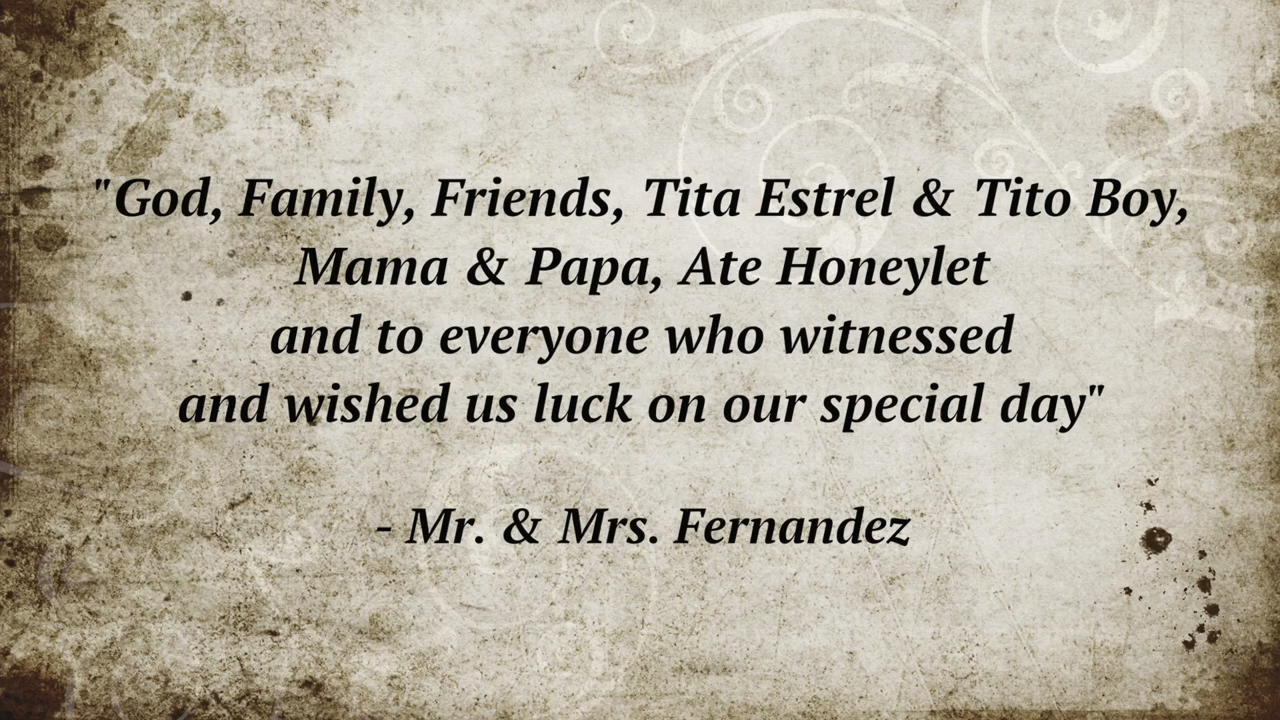 "God, Family, Friends, Tita Estrel & Tito Boy,
Mama & Papa, Ate Honeylet
and to everyone who witnessed
and wished us luck on our special day"
- Mr. & Mrs. Fernandez